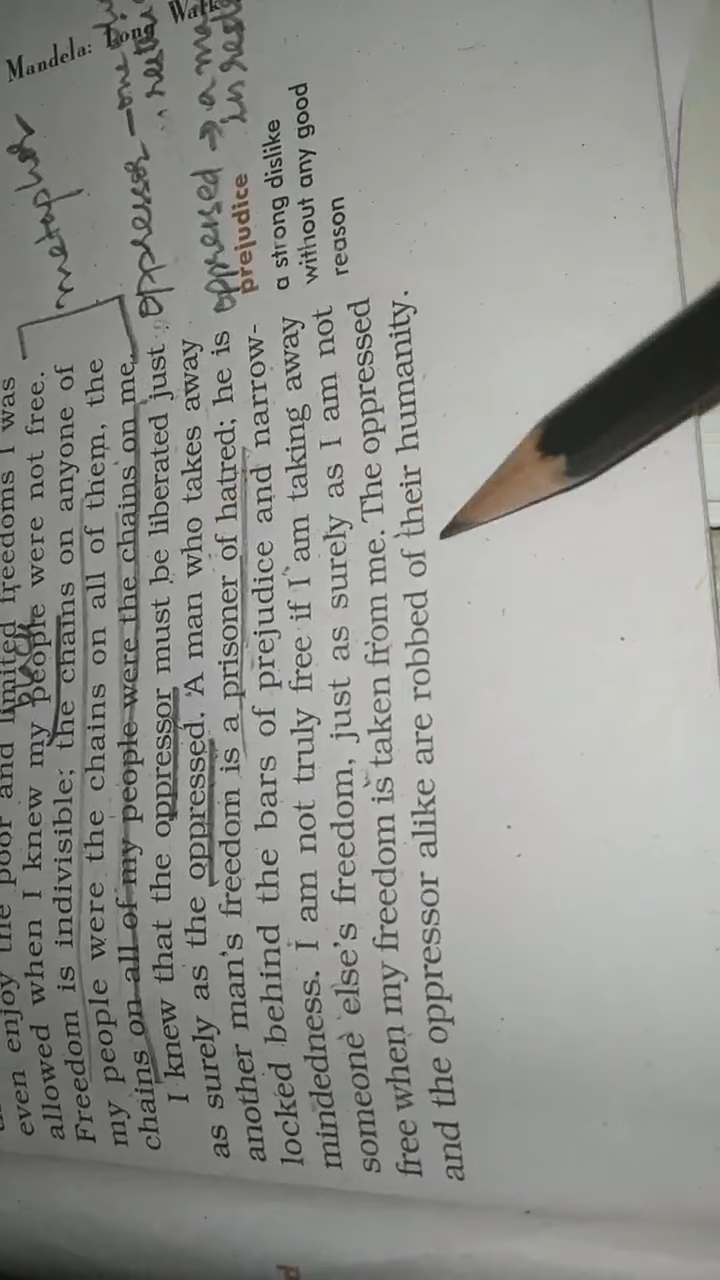 Mandela: Long Walk
even enjoy the poor and limited freedoms I was
black
allowed when I knew my people were not free.
Freedom is indivisible; the chains on anyone of
my people were the chains on all of them, the
chains on all of my people were the chains on me.
I knew that the oppressor must be liberated just
as surely as the oppressed. A man who takes away
another man's freedom is a prisoner of hatred; he is
locked behind the bars of prejudice and narrow-
mindedness. I am not truly free if I am taking away
someone else's freedom, just as surely as I am not
free when my freedom is taken from me. The oppressed
and the oppressor alike are robbed of their humanity.
metaphor
oppressor – one
oppressed → a
prejudice
a strong dislike
without any good
reason